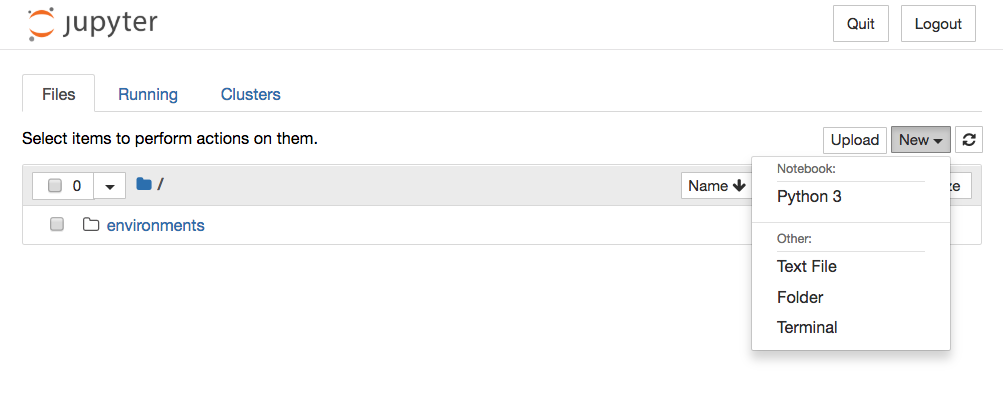 jupyter
Quit
Logout
Files
Running
Clusters
Select items to perform actions on them.
Upload
New
0
/
Name
ze
Notebook:
Python 3
environments
Other:
Text File
Folder
Terminal